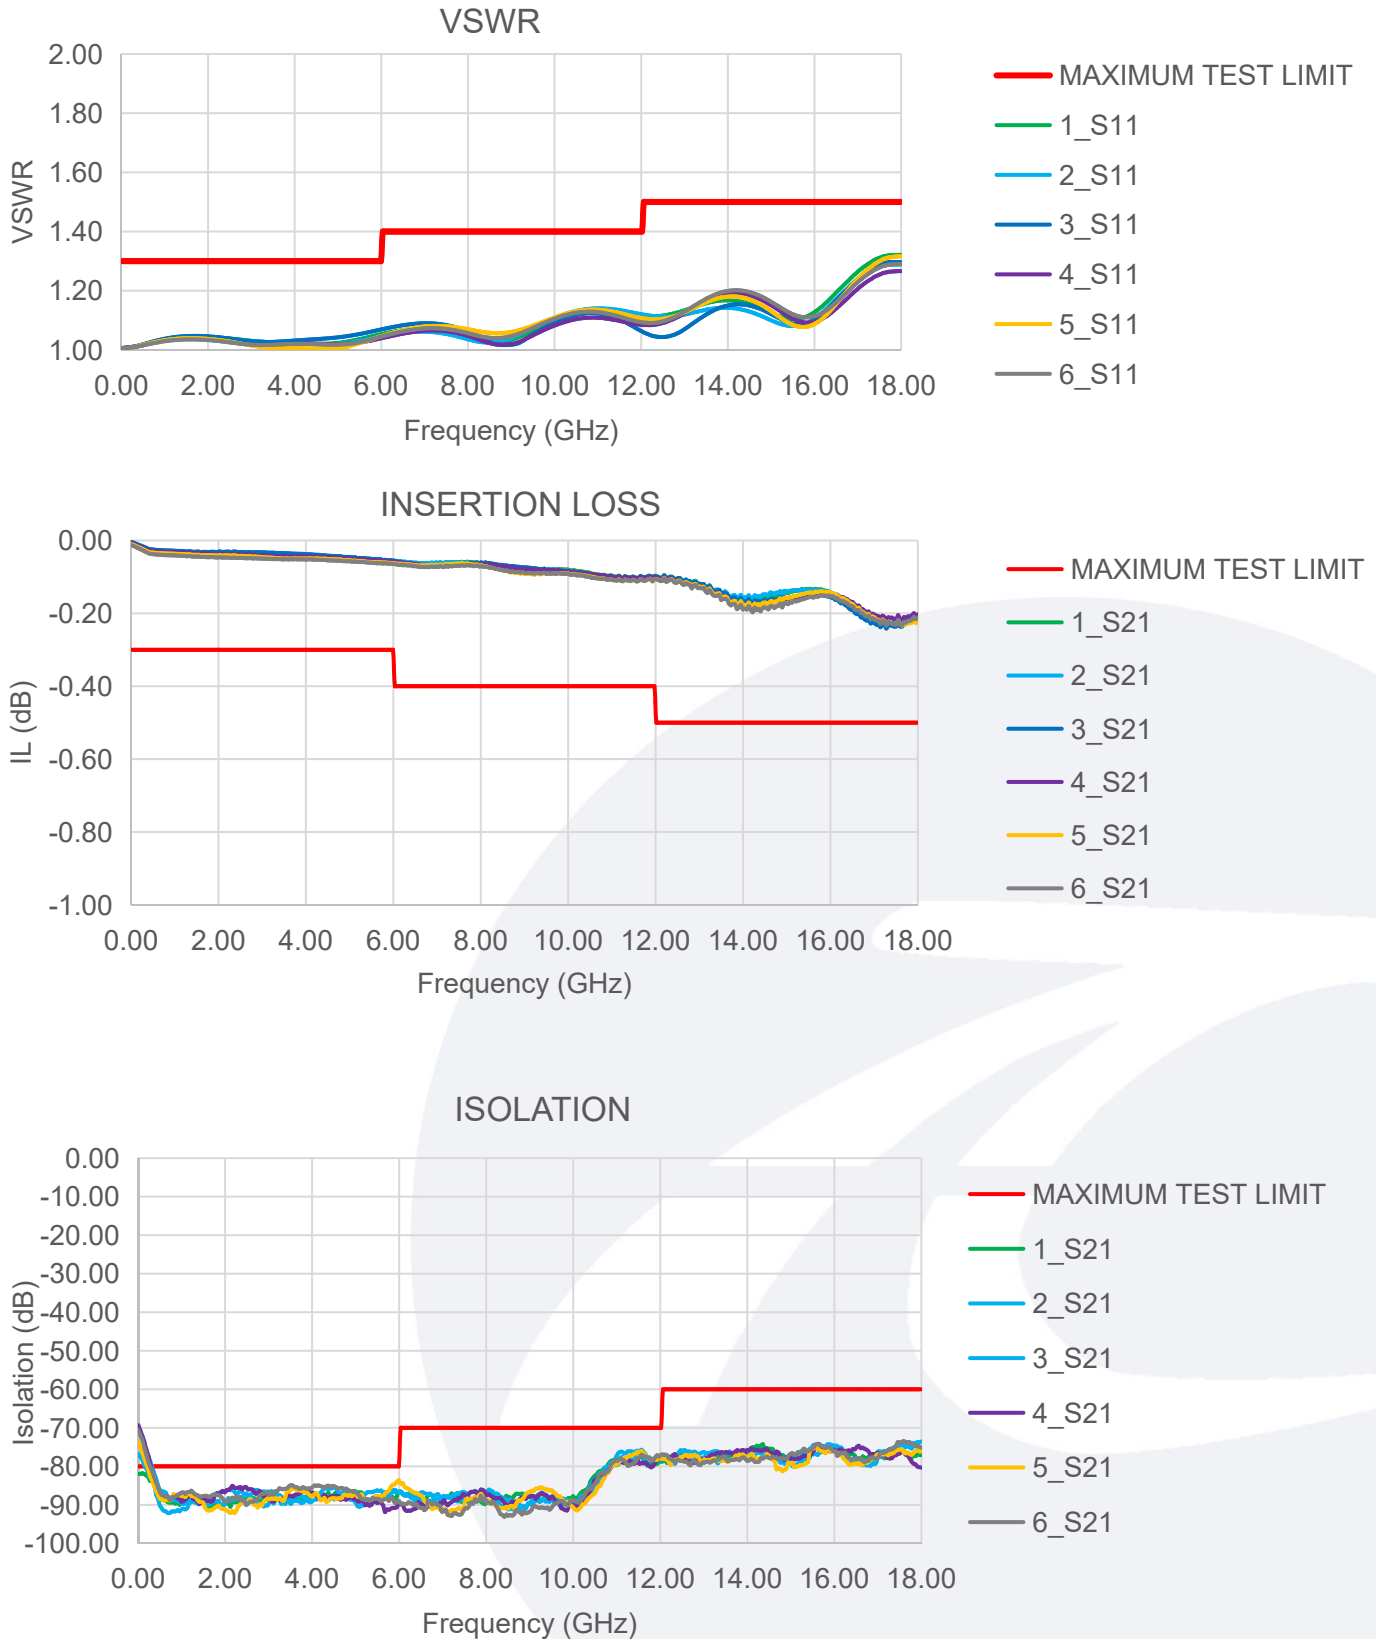 VSWR
2.00
1.80
1.60
1.40
1.20
1.00
VSWR
0.00 2.00 4.00 6.00 8.00 10.00 12.00 14.00 16.00 18.00
Frequency (GHz)
MAXIMUM TEST LIMIT
1_S11
2_S11
3_S11
4_S11
5_S11
6_S11
INSERTION LOSS
0.00
-0.20
-0.40
-0.60
-0.80
-1.00
IL (dB)
0.00 2.00 4.00 6.00 8.00 10.00 12.00 14.00 16.00 18.00
Frequency (GHz)
MAXIMUM TEST LIMIT
1_S21
2_S21
3_S21
4_S21
5_S21
6_S21
ISOLATION
0.00
-10.00
-20.00
-30.00
-40.00
-50.00
-60.00
-70.00
-80.00
-90.00
-100.00
Isolation (dB)
0.00 2.00 4.00 6.00 8.00 10.00 12.00 14.00 16.00 18.00
Frequency (GHz)
MAXIMUM TEST LIMIT
1_S21
2_S21
3_S21
4_S21
5_S21
6_S21